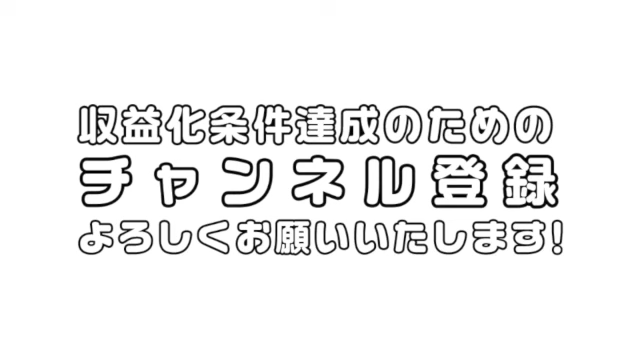 収益化条件達成のための
チャンネル登録
よろしくお願いいたします!